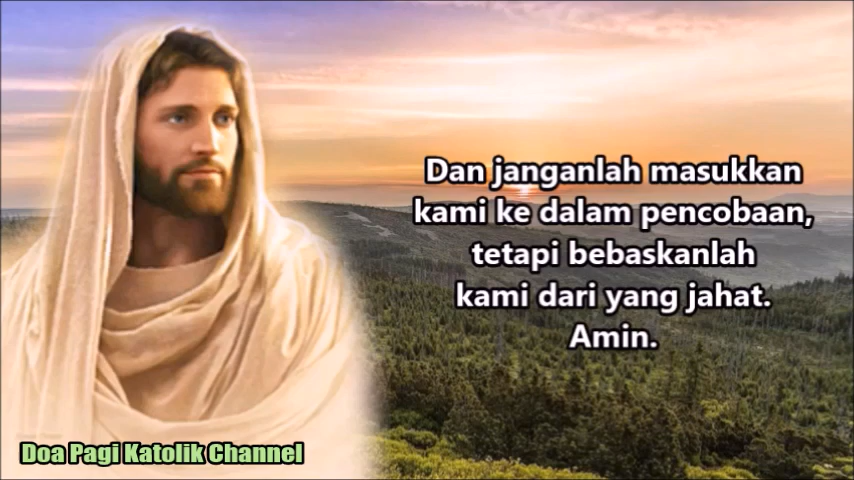 Dan janganlah masukkan
kami ke dalam pencobaan,
tetapi bebaskanlah
kami dari yang jahat.
Amin.
Doa Pagi Katolik Channel